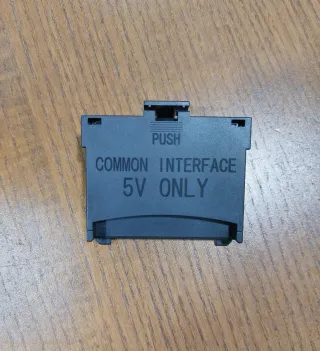 PUSH
COMMON INTERFACE
5V ONLY